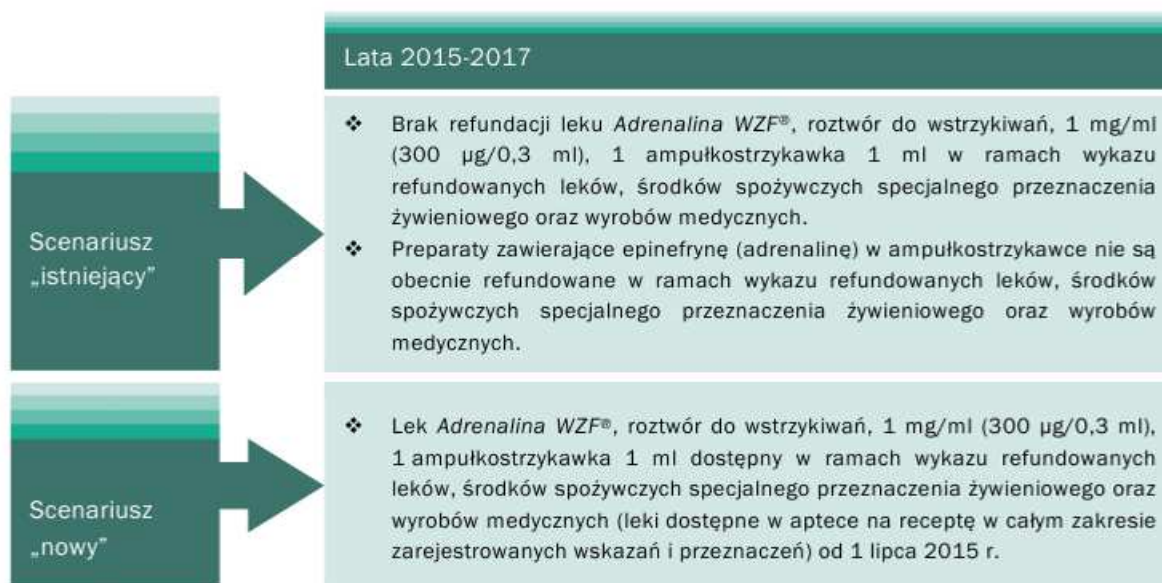 Lata 2015-2017
Scenariusz
„istniejący”
❖ Brak refundacji leku Adrenalina WZF®, roztwór do wstrzykiwań, 1 mg/ml
(300 µg/0,3 ml), 1 ampułkostrzykawka 1 ml w ramach wykazu
refundowanych leków, środków spożywczych specjalnego przeznaczenia
żywieniowego oraz wyrobów medycznych.
❖ Preparaty zawierające epinefrynę (adrenalinę) w ampułkostrzykawce nie są
obecnie refundowane w ramach wykazu refundowanych leków, środków
spożywczych specjalnego przeznaczenia żywieniowego oraz wyrobów
medycznych.
Scenariusz
„nowy”
❖ Lek Adrenalina WZF®, roztwór do wstrzykiwań, 1 mg/ml (300 µg/0,3 ml),
1 ampułkostrzykawka 1 ml dostępny w ramach wykazu refundowanych
leków, środków spożywczych specjalnego przeznaczenia żywieniowego oraz
wyrobów medycznych (leki dostępne w aptece na receptę w całym zakresie
zarejestrowanych wskazań i przeznaczeń) od 1 lipca 2015 r.